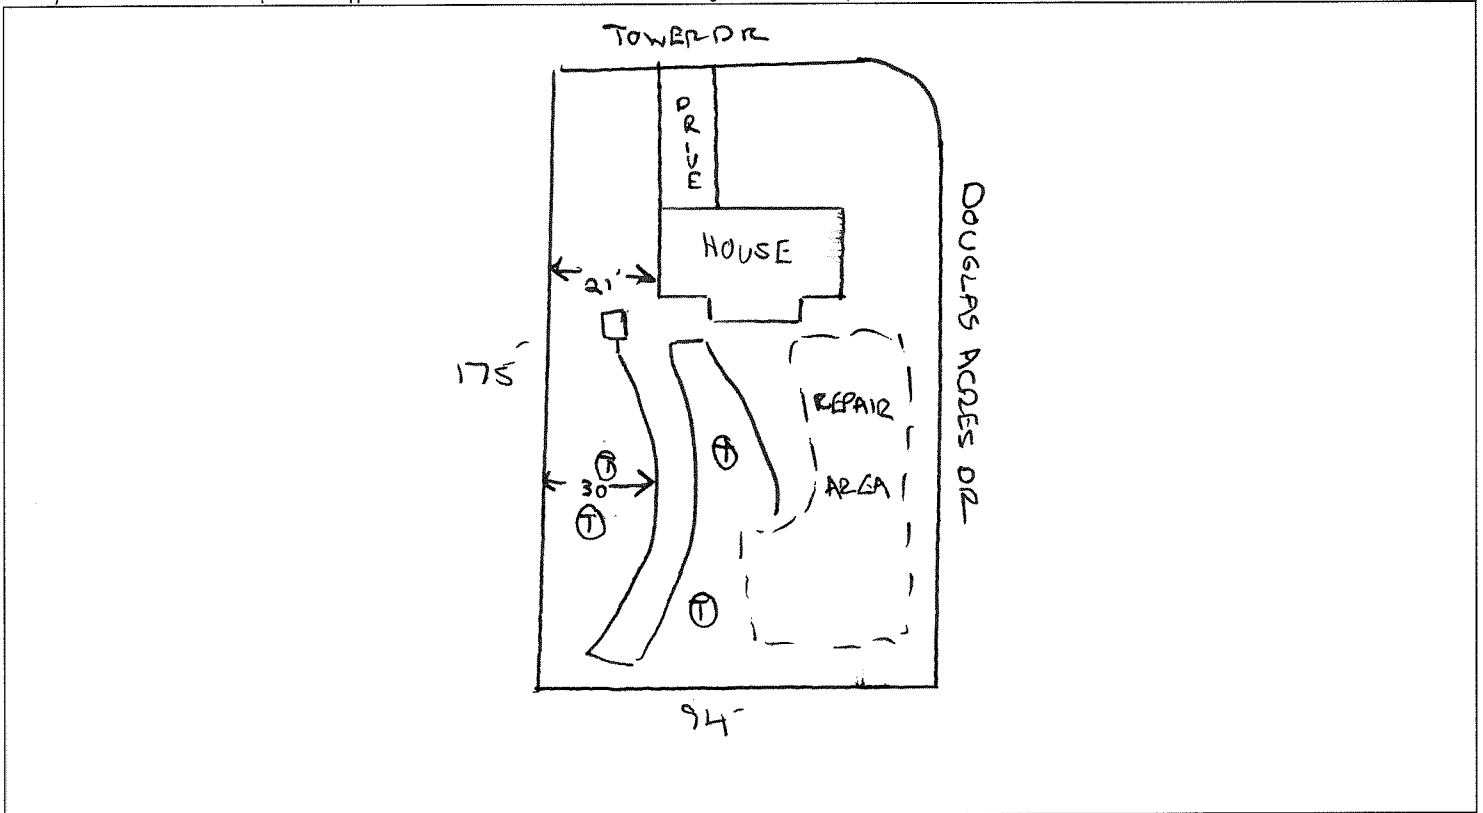 TOWER DR
DRIVE
HOUSE
21'
175'
DOUGLAS ACRES DR
REPAIR
AREA
T
T
30
T
T
94'